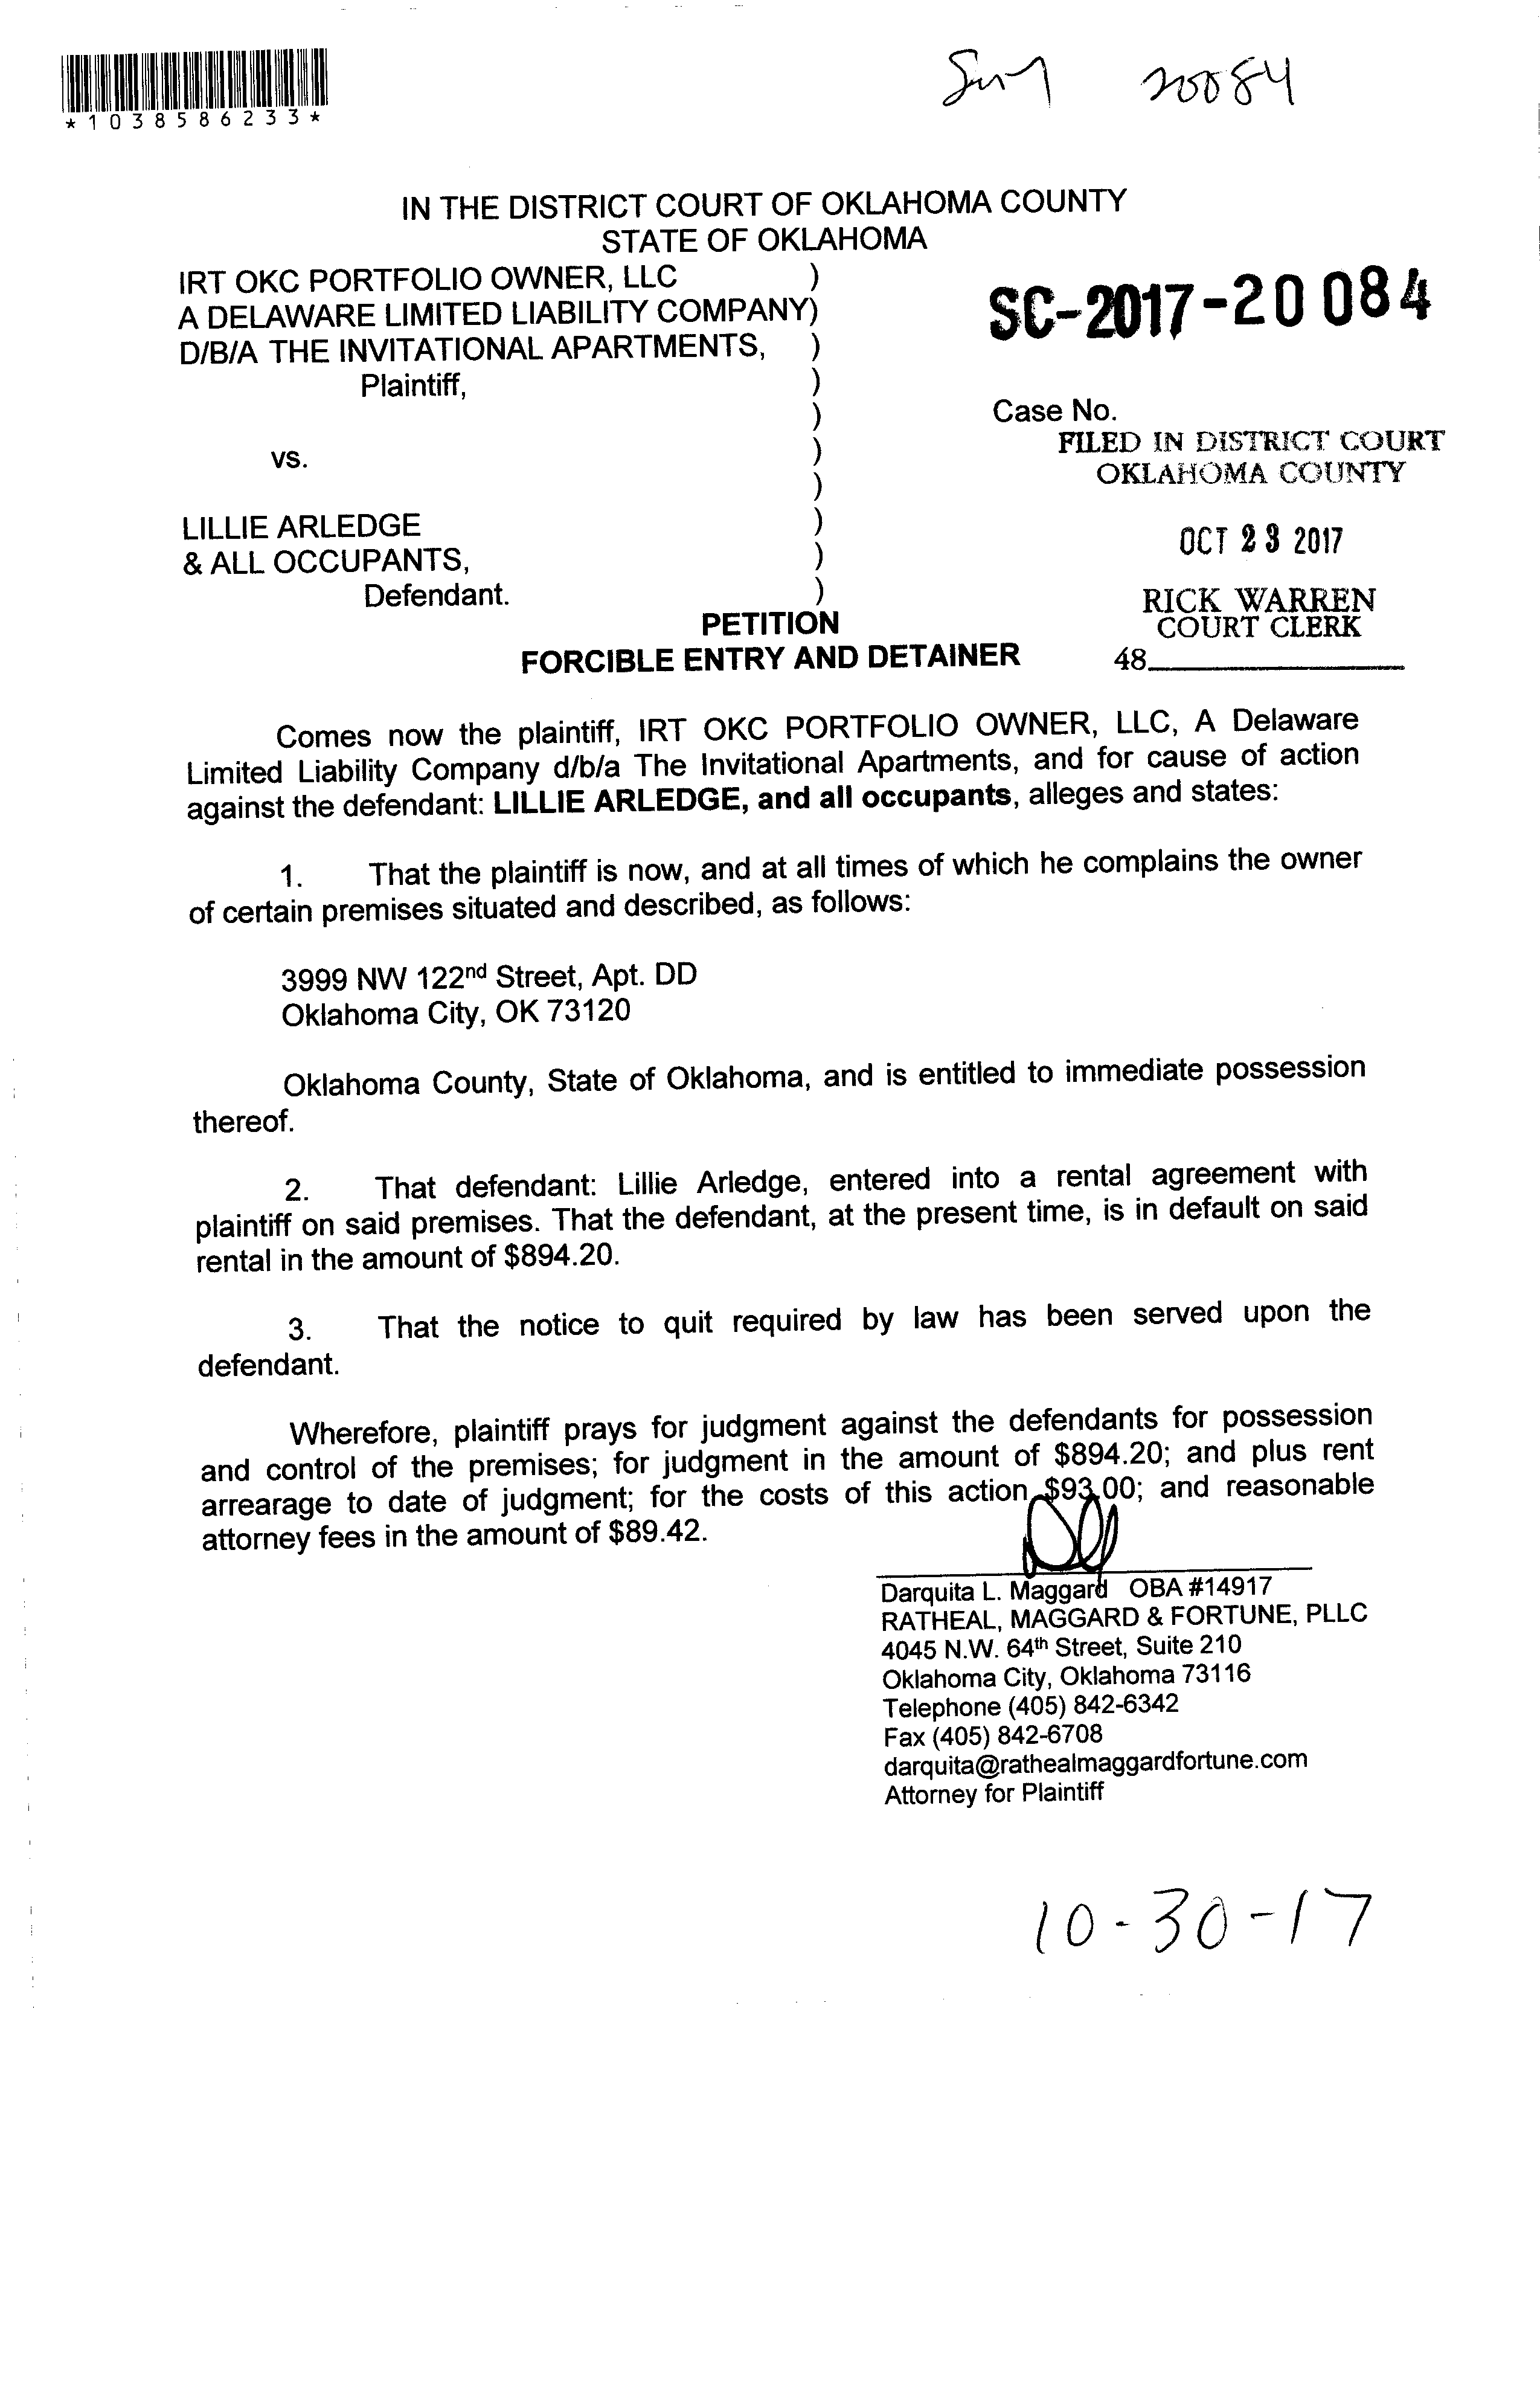 *1038586233*
20084
IN THE DISTRICT COURT OF OKLAHOMA COUNTY
STATE OF OKLAHOMA
IRT OKC PORTFOLIO OWNER, LLC )
A DELAWARE LIMITED LIABILITY COMPANY)
D/B/A THE INVITATIONAL APARTMENTS, )
Plaintiff, )
)
vs. )
)
LILLIE ARLEDGE )
& ALL OCCUPANTS, )
Defendant. )
SC-2017-20084
Case No.
FILED IN DISTRICT COURT
OKLAHOMA COUNTY
OCT 23 2017
RICK WARREN
COURT CLERK
48
PETITION
FORCIBLE ENTRY AND DETAINER
Comes now the plaintiff, IRT OKC PORTFOLIO OWNER, LLC, A Delaware
Limited Liability Company d/b/a The Invitational Apartments, and for cause of action
against the defendant: LILLIE ARLEDGE, and all occupants, alleges and states:
1. That the plaintiff is now, and at all times of which he complains the owner
of certain premises situated and described, as follows:
3999 NW 122nd Street, Apt. DD
Oklahoma City, OK 73120
Oklahoma County, State of Oklahoma, and is entitled to immediate possession
thereof.
2. That defendant: Lillie Arledge, entered into a rental agreement with
plaintiff on said premises. That the defendant, at the present time, is in default on said
rental in the amount of $894.20.
3. That the notice to quit required by law has been served upon the
defendant.
Wherefore, plaintiff prays for judgment against the defendants for possession
and control of the premises; for judgment in the amount of $894.20; and plus rent
arrearage to date of judgment; for the costs of this action $93.00; and reasonable
attorney fees in the amount of $89.42.
Darquita L. Maggard OBA #14917
RATHEAL, MAGGARD & FORTUNE, PLLC
4045 N.W. 64th Street, Suite 210
Oklahoma City, Oklahoma 73116
Telephone (405) 842-6342
Fax (405) 842-6708
darquita@rathealmaggardfortune.com
Attorney for Plaintiff
10-30-17